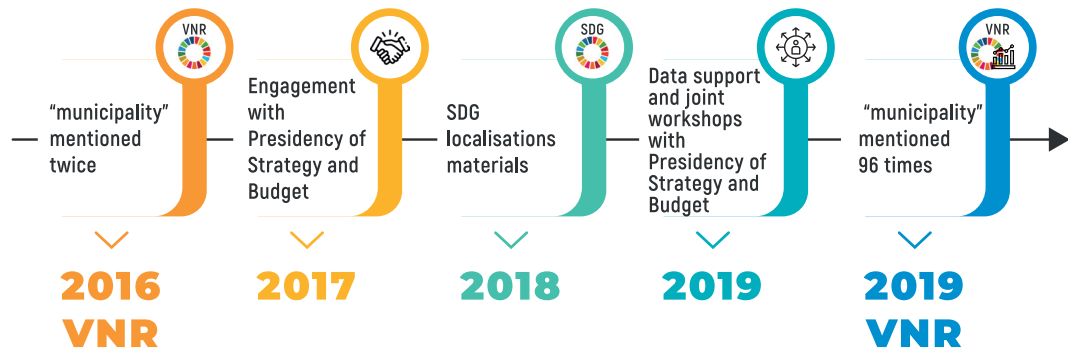 VNR
“municipality”
mentioned
twice
2016
VNR
Engagement
with
Presidency of
Strategy and
Budget
2017
SDG
SDG
localisations
materials
2018
Data support
and joint
workshops
with
Presidency of
Strategy and
Budget
2019
VNR
“municipality”
mentioned
96 times
2019
VNR